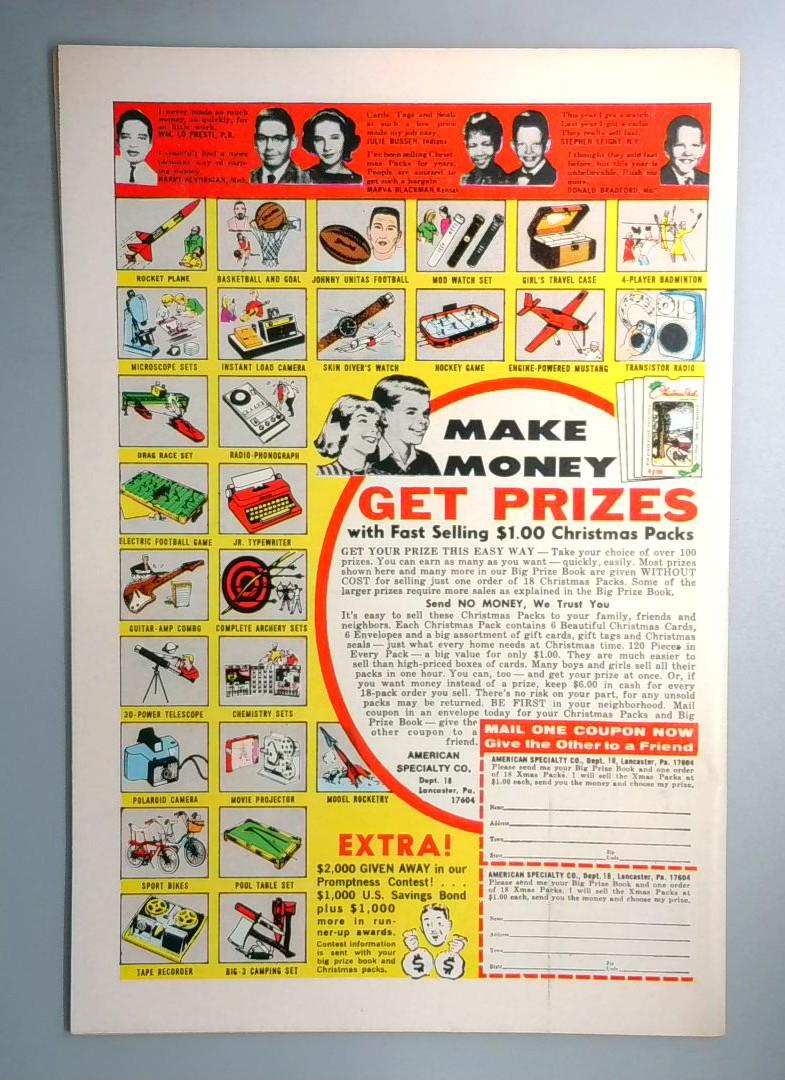 I never made so much
money, so quickly, for
so little work.
WM. LO PRESTI, P.R.
I couldn't find a more
pleasant way of earn-
ing money.
HARRY KEVORKIAN, Mich.
Cards, Tags and Seals
at such a low price
made my job easy.
JULIE BUSSEN, Indiana
I've been selling Christ
mas Packs for years.
People are amazed to
get such a bargain.
MARVA BLACKMAN, Kansas
This year I got a watch.
Last year I got a radio.
They really sell fast.
STEPHEN LEIGHT, N.Y.
I thought they sold fast
before, but this year is
unbelievable. Rush me
more.
DONALD BRADFORD,
ROCKET PLANE
BASKETBALL AND GOAL
JOHNNY UNITAS FOOTBALL
MOD WATCH SET
GIRL'S TRAVEL CASE
4-PLAYER BADMINTON
MICROSCOPE SETS
INSTANT LOAD CAMERA
SKIN DIVER'S WATCH
HOCKEY GAME
ENGINE-POWERED MUSTANG
TRANSISTOR RADIO
DRAG RACE SET
RADIO-PHONOGRAPH
ELECTRIC FOOTBALL GAME
JR. TYPEWRITER
GUITAR-AMP COMBO
COMPLETE ARCHERY SETS
30-POWER TELESCOPE
CHEMISTRY SETS
POLAROID CAMERA
MOVIE PROJECTOR
MODEL ROCKETRY
SPORT BIKES
POOL TABLE SET
TAPE RECORDER
BIG-3 CAMPING SET
MAKE
MONEY
GET PRIZES
with Fast Selling $1.00 Christmas Packs
GET YOUR PRIZE THIS EASY WAY — Take your choice of over 100
prizes. You can earn as many as you want — quickly, easily. Most prizes
shown here and many more in our Big Prize Book are given WITHOUT
COST for selling just one order of 18 Christmas Packs. Some of the
larger prizes require more sales as explained in the Prize Book.
Send NO MONEY, We Trust You
It's easy to sell these Christmas Packs to your family, friends and
neighbors. Each Christmas Pack contains 6 Beautiful Christmas Cards,
6 Envelopes and a big assortment of gift cards, gift tags and Christmas
seals — just what every home needs at Christmas time. 120 Pieces in
Every Pack — a big value for only $1.00. They are much easier to
sell than high-priced boxes of cards. Many boys and girls sell all their
packs in one hour. You can, too — and get your prize at once. Or, if
you want money instead of a prize, keep $6.00 in cash for every
18-pack order you sell. There's no risk on your part, for any unsold
packs may be returned. BE FIRST in your neighborhood. Mail
coupon in an envelope today for your Christmas Packs and Big
Prize Book — give the
other coupon to a
friend.
AMERICAN
SPECIALTY CO.
Dept. 18
Lancaster, Pa.
17604
MAIL ONE COUPON NOW
Give the Other to a Friend
AMERICAN SPECIALTY CO., Dept. 18, Lancaster, Pa. 17604
Please send me your Big Prize Book and one order
of 18 Xmas Packs. I will sell the Xmas Packs at
$1.00 each, send you the money and choose my prize.
Name
Address
Town
State Zip Code
AMERICAN SPECIALTY CO., Dept. 18, Lancaster, Pa. 17604
Please send me your Big Prize Book and one order
of 18 Xmas Packs. I will sell the Xmas Packs at
$1.00 each, send you the money and choose my prize.
Name
Address
Town
State Zip Code
EXTRA!
$2,000 GIVEN AWAY in our
Promptness Contest! . . .
$1,000 U.S. Savings Bond
plus $1,000
more in run-
ner-up awards.
Contest information
is sent with your
big prize book and
Christmas packs.
$ $